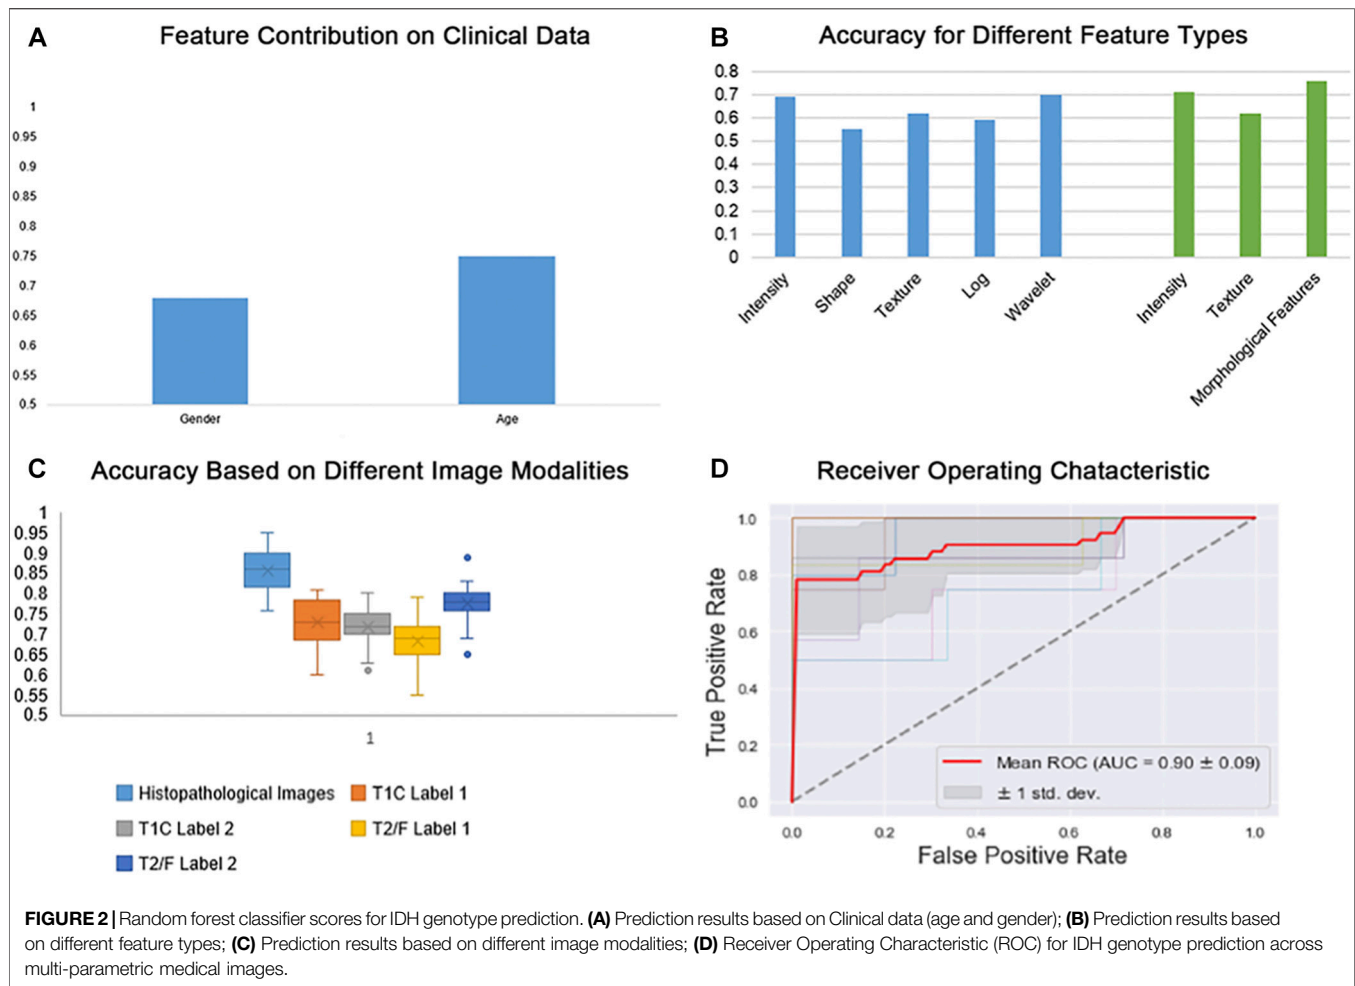 A
Feature Contribution on Clinical Data
1
0.95
0.9
0.85
0.8
0.75
0.7
0.65
0.6
0.55
0.5
Gender
Age
B
Accuracy for Different Feature Types
0.8
0.7
0.6
0.5
0.4
0.3
0.2
0.1
0
Intensity
Shape
Texture
Log
Wavelet
Intensity
Texture
Morphological Features
C
Accuracy Based on Different Image Modalities
1
0.95
0.9
0.85
0.8
0.75
0.7
0.65
0.6
0.55
0.5
1
Histopathological Images
T1C Label 1
T1C Label 2
T2/F Label 1
T2/F Label 2
D
Receiver Operating Chatacteristic
True Positive Rate
1.0
0.8
0.6
0.4
0.2
0.0
Mean ROC (AUC = 0.90 ± 0.09)
± 1 std. dev.
0.0
0.2
0.4
0.6
0.8
1.0
False Positive Rate
FIGURE 2 | Random forest classifier scores for IDH genotype prediction. (A) Prediction results based on Clinical data (age and gender); (B) Prediction results based
on different feature types; (C) Prediction results based on different image modalities; (D) Receiver Operating Characteristic (ROC) for IDH genotype prediction across
multi-parametric medical images.